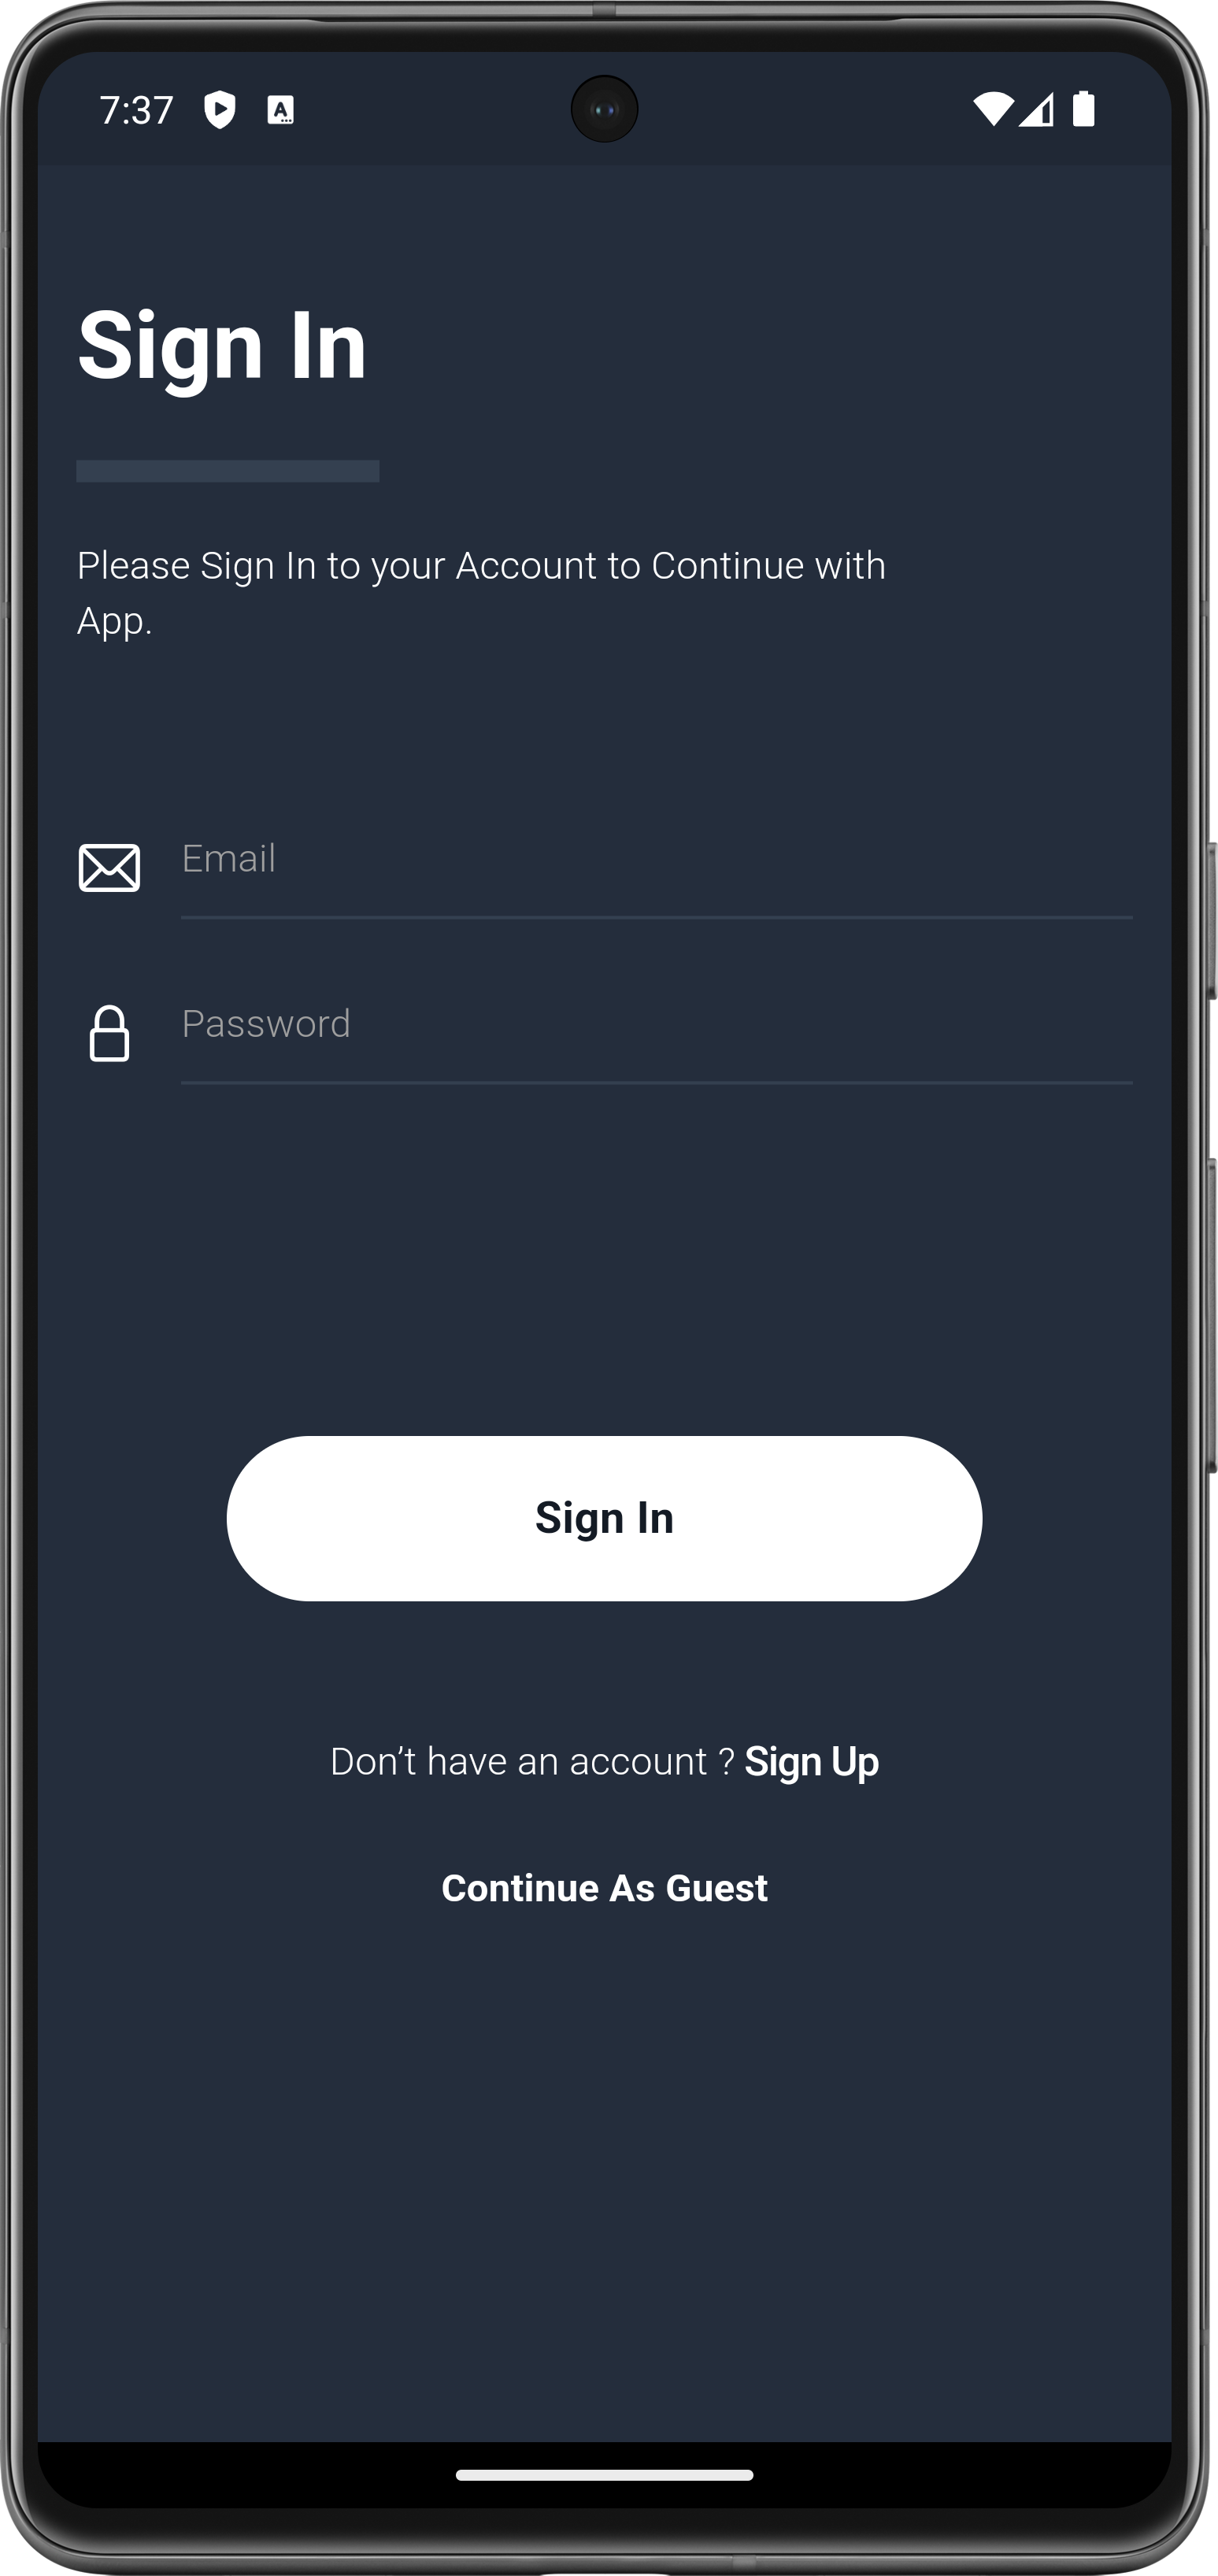 7:37
Sign In
Please Sign In to your Account to Continue with
App.
Email
Password
Sign In
Don’t have an account ? Sign Up
Continue As Guest